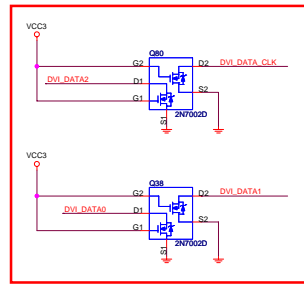 VCC3
Q80
G2 D2 DVI_DATA_CLK
DVI_DATA2 D1
S2
G1
S1 2N7002D
VCC3
Q38
G2 D2 DVI_DATA1
DVI_DATA0 D1
S2
G1
S1 2N7002D